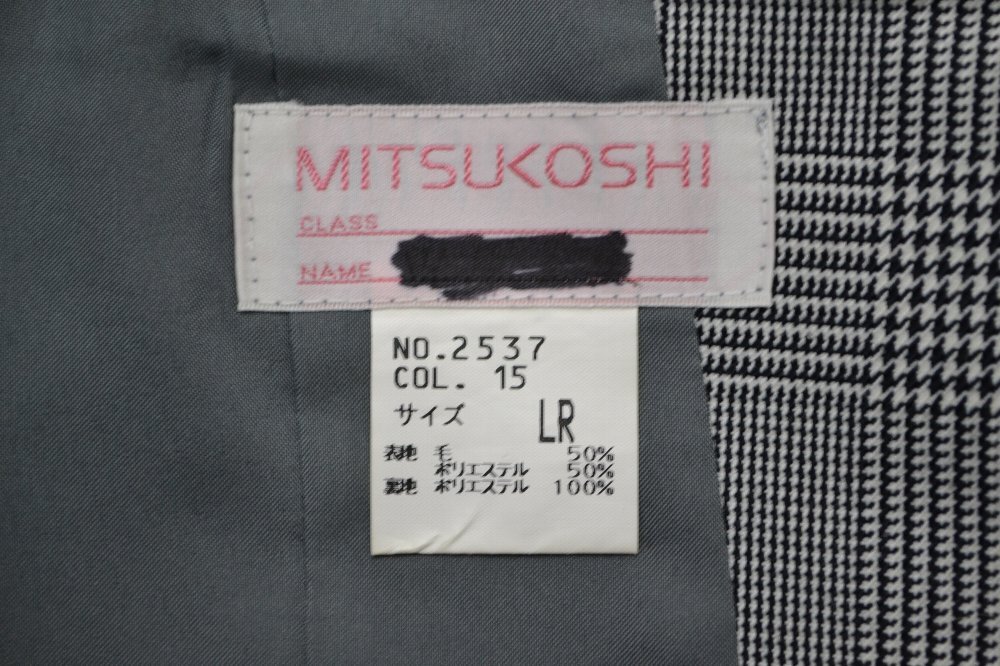 MITSUKOSHI
CLASS
NAME
NO.2537
COL. 15
サイズ LR
表地 毛 50%
ポリエステル 50%
裏地 ポリエステル 100%